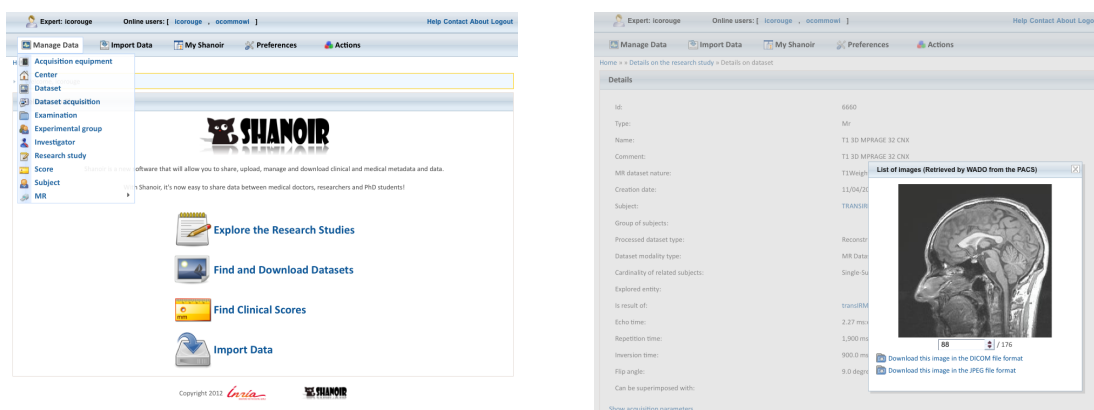 Expert: icorouge Online users: [ icorouge , ocommowi ] Help Contact About Logout
Manage Data Import Data My Shanoir Preferences Actions
Acquisition equipment
Center
Dataset
Dataset acquisition
Examination
Experimental group
Investigator
Research study
Score
Subject
MR
SHANOIR
software that will allow you to share, upload, manage and download clinical and medical metadata and data.
Shanoir, it's now easy to share data between medical doctors, researchers and PhD students!
Explore the Research Studies
Find and Download Datasets
Find Clinical Scores
mm
Import Data
Copyright 2012 Inria SHANOIR
Expert: icorouge Online users: [ icorouge , ocommowi ] Help Contact About Logo
Manage Data Import Data My Shanoir Preferences Actions
Home » » Details on the research study » Details on dataset
Details
Id: 6660
Type: Mr
Name: T1 3D MPRAGE 32 CNX
Comment: T1 3D MPRAGE 32 CNX
MR dataset nature: T1Weigh
Creation date: 11/04/20
Subject: TRANSIR
Group of subjects:
Processed dataset type: Reconstr
Dataset modality type: MR Data
Cardinality of related subjects: Single-Su
Explored entity:
Is result of: transIRM
Echo time: 2.27 ms
Repetition time: 1,900 ms
Inversion time: 900.0 ms
Flip angle: 9.0 degre
Can be superimposed with:
Show acquisition parameters
List of images (Retrieved by WADO from the PACS)
88 / 176
Download this image in the DICOM file format
Download this image in the JPEG file format